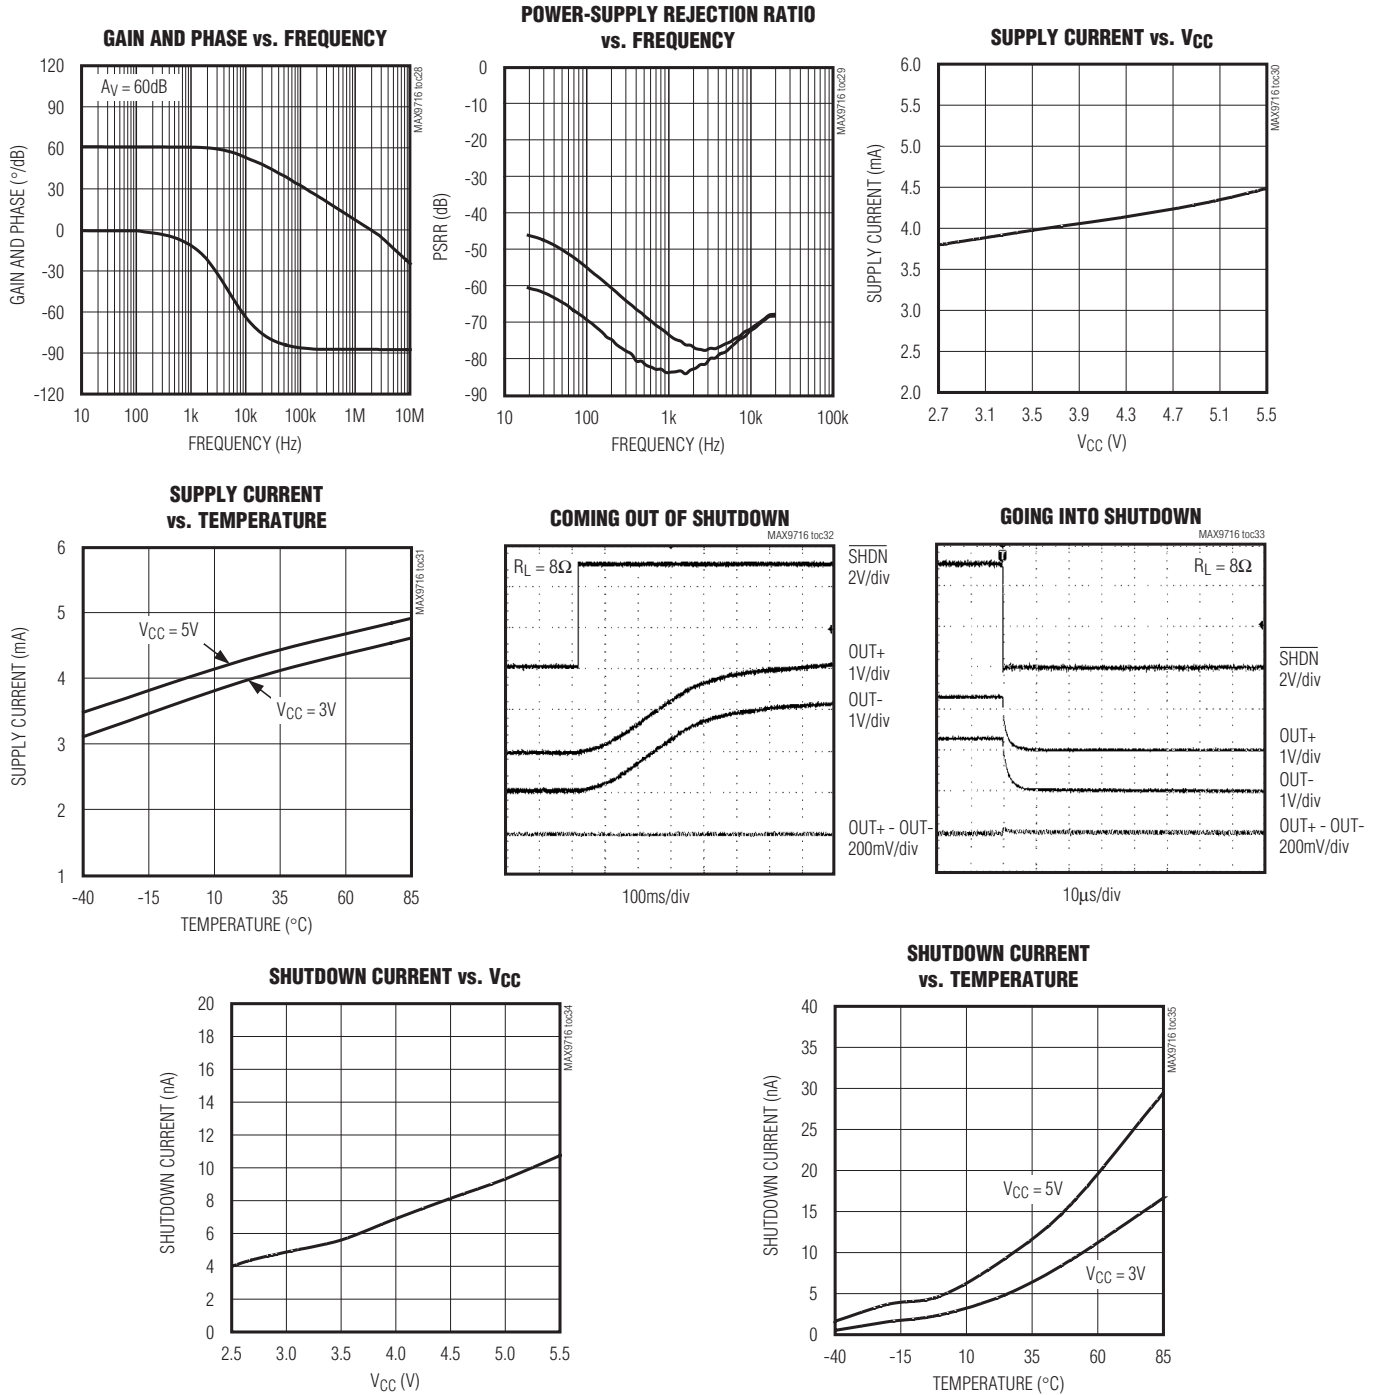 GAIN AND PHASE vs. FREQUENCY
MAX9716 toc28
AV = 60dB
GAIN AND PHASE (°/dB)
120
90
60
30
0
-30
-60
-90
-120
10 100 1k 10k 100k 1M 10M
FREQUENCY (Hz)
POWER-SUPPLY REJECTION RATIO
vs. FREQUENCY
MAX9716 toc29
PSRR (dB)
0
-10
-20
-30
-40
-50
-60
-70
-80
-90
10 100 1k 10k 100k
FREQUENCY (Hz)
SUPPLY CURRENT vs. VCC
MAX9716 toc30
SUPPLY CURRENT (mA)
6.0
5.5
5.0
4.5
4.0
3.5
3.0
2.5
2.0
2.7 3.1 3.5 3.9 4.3 4.7 5.1 5.5
VCC (V)
SUPPLY CURRENT
vs. TEMPERATURE
MAX9716 toc31
SUPPLY CURRENT (mA)
6
5
4
3
2
1
VCC = 5V
VCC = 3V
-40 -15 10 35 60 85
TEMPERATURE (°C)
COMING OUT OF SHUTDOWN
MAX9716 toc32
RL = 8Ω
SHDN
2V/div
OUT+
1V/div
OUT-
1V/div
OUT+ - OUT-
200mV/div
100ms/div
GOING INTO SHUTDOWN
MAX9716 toc33
T
RL = 8Ω
SHDN
2V/div
OUT+
1V/div
OUT-
1V/div
OUT+ - OUT-
200mV/div
10µs/div
SHUTDOWN CURRENT vs. VCC
MAX9716 toc34
SHUTDOWN CURRENT (nA)
20
18
16
14
12
10
8
6
4
2
0
2.5 3.0 3.5 4.0 4.5 5.0 5.5
VCC (V)
SHUTDOWN CURRENT
vs. TEMPERATURE
MAX9716 toc35
SHUTDOWN CURRENT (nA)
40
35
30
25
20
15
10
5
0
VCC = 5V
VCC = 3V
-40 -15 10 35 60 85
TEMPERATURE (°C)